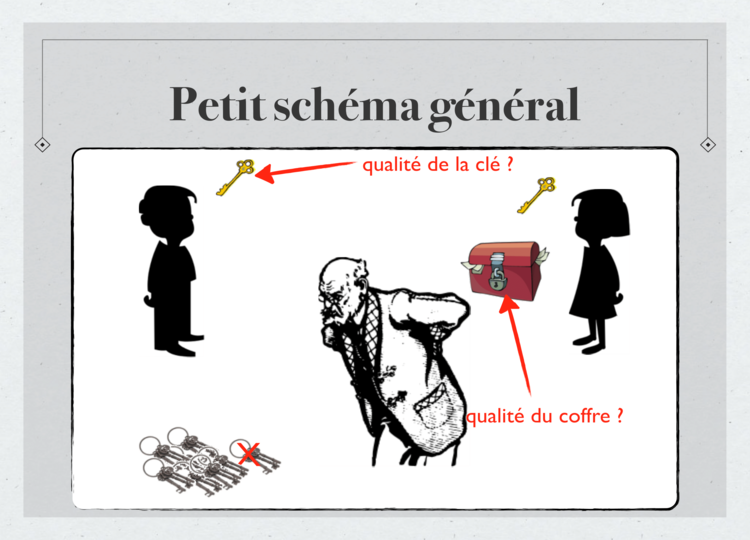 Petit schéma général
qualité de la clé ?
qualité du coffre ?